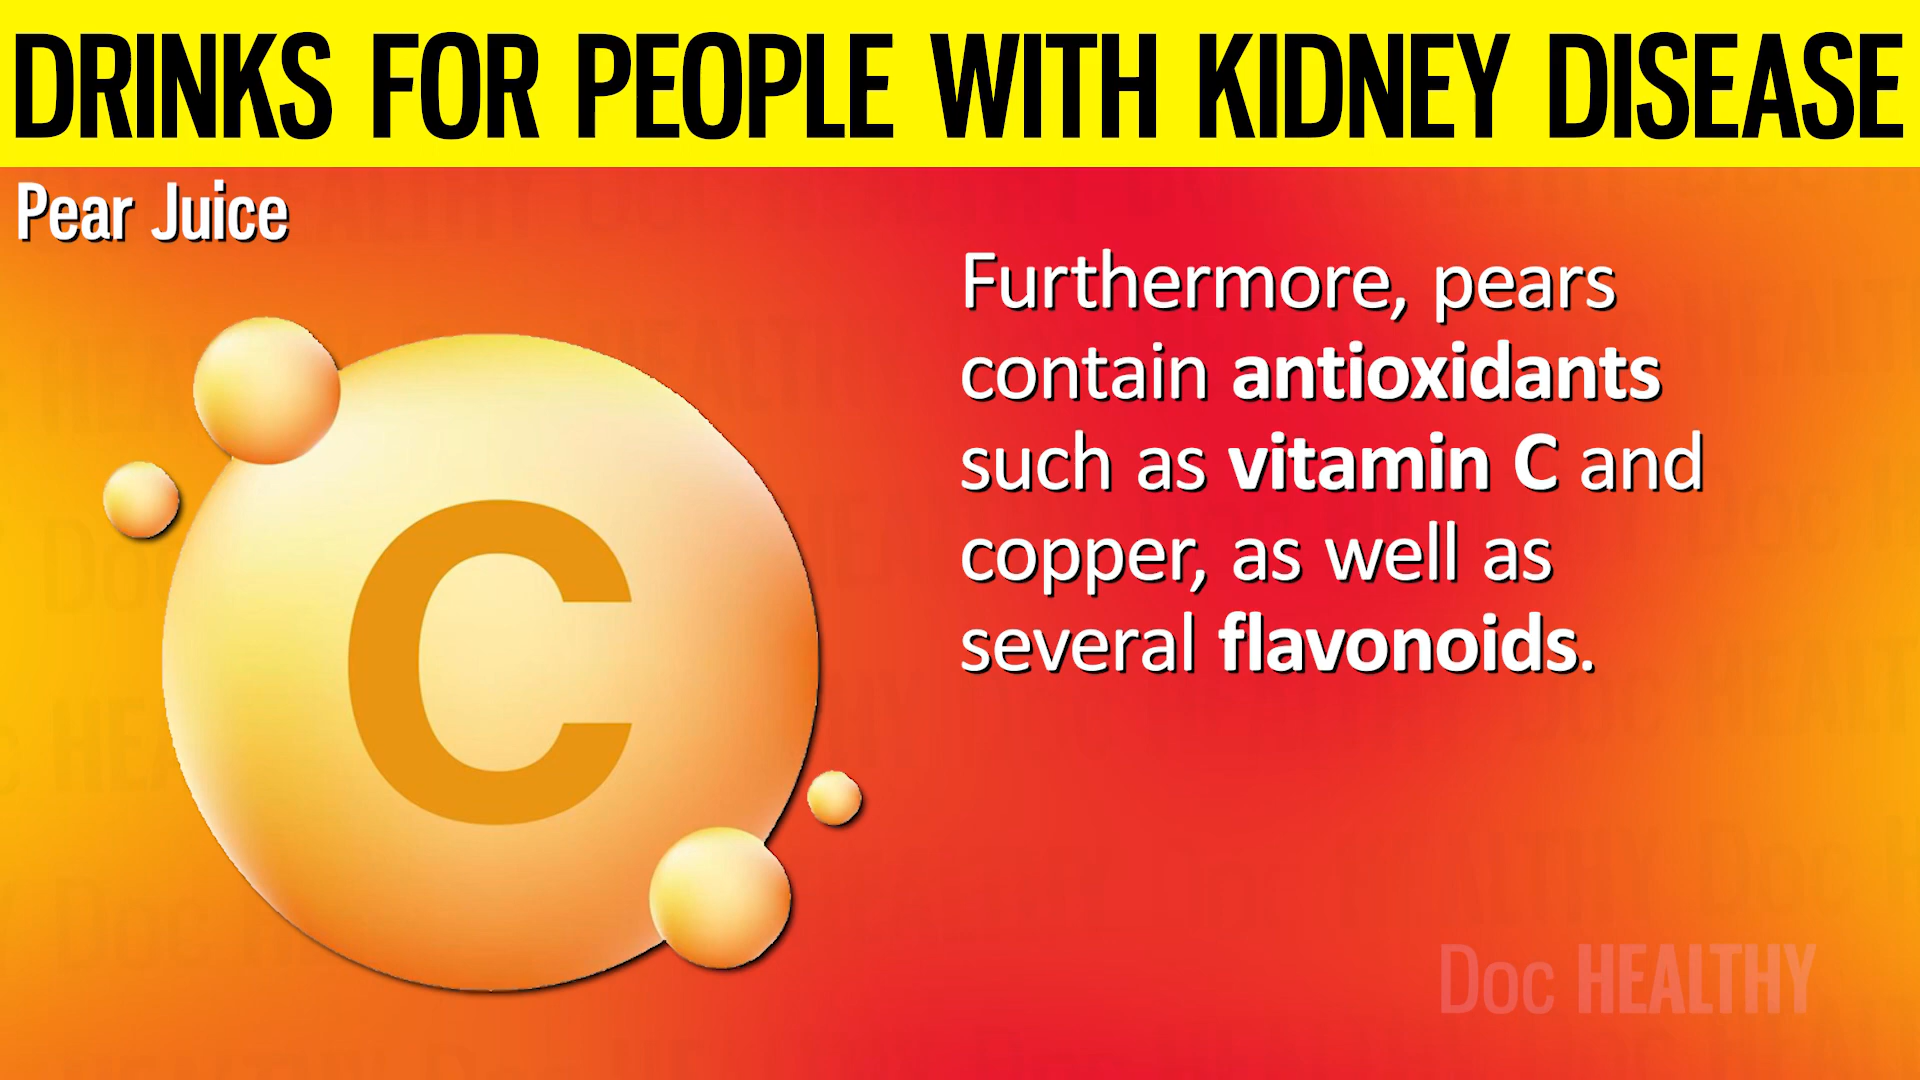 DRINKS FOR PEOPLE WITH KIDNEY DISEASE
Pear Juice
Furthermore, pears
contain antioxidants
such as vitamin C and
copper, as well as
several flavonoids.
C
Doc HEALTHY